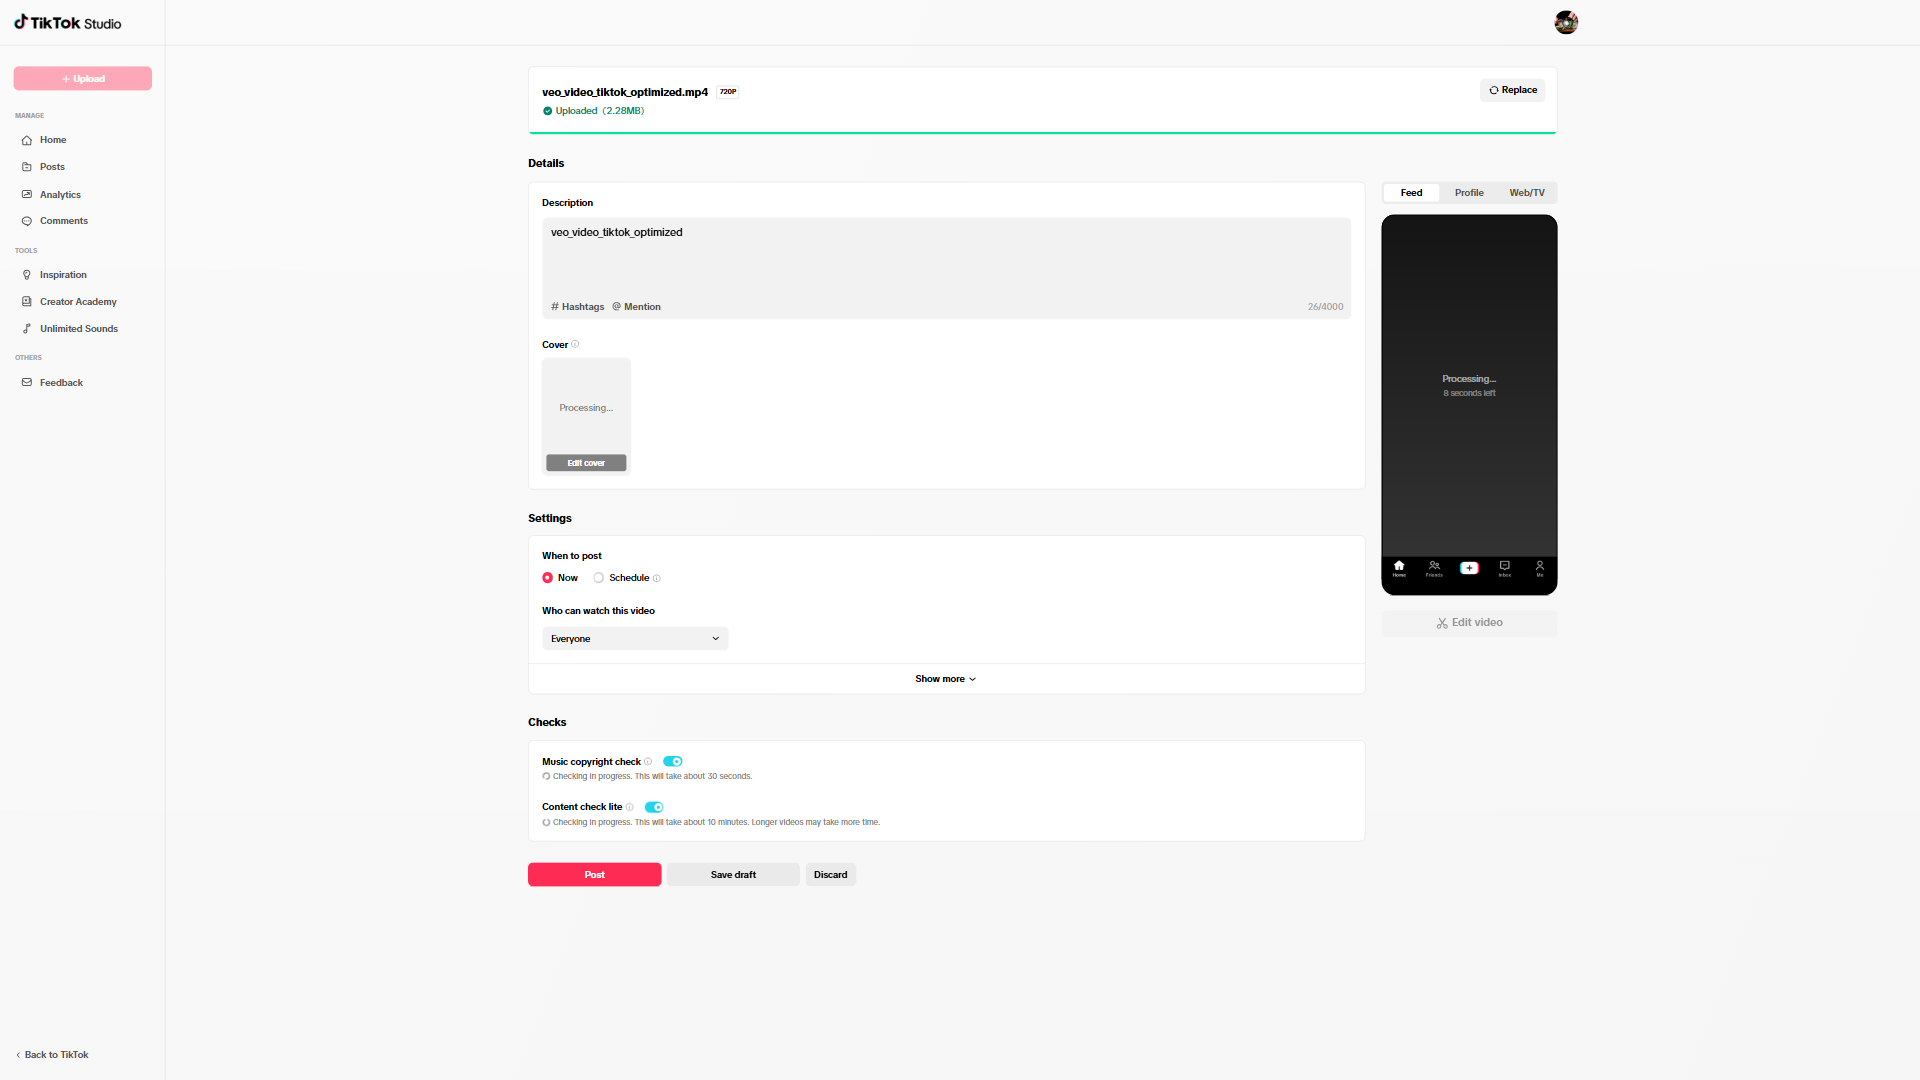 TikTok Studio
+ Upload
MANAGE
Home
Posts
Analytics
Comments
TOOLS
Inspiration
Creator Academy
Unlimited Sounds
OTHERS
Feedback
Back to TikTok
veo_video_tiktok_optimized.mp4 720P
Uploaded (2.28MB)
Replace
Details
Description
veo_video_tiktok_optimized
# Hashtags @ Mention 26/4000
Cover
Processing...
Edit cover
Settings
When to post
Now Schedule
Who can watch this video
Everyone
Show more
Checks
Music copyright check
Checking in progress. This will take about 30 seconds.
Content check lite
Checking in progress. This will take about 10 minutes. Longer videos may take more time.
Post Save draft Discard
Feed Profile Web/TV
Processing...
8 seconds left
Home Friends Inbox Me
Edit video